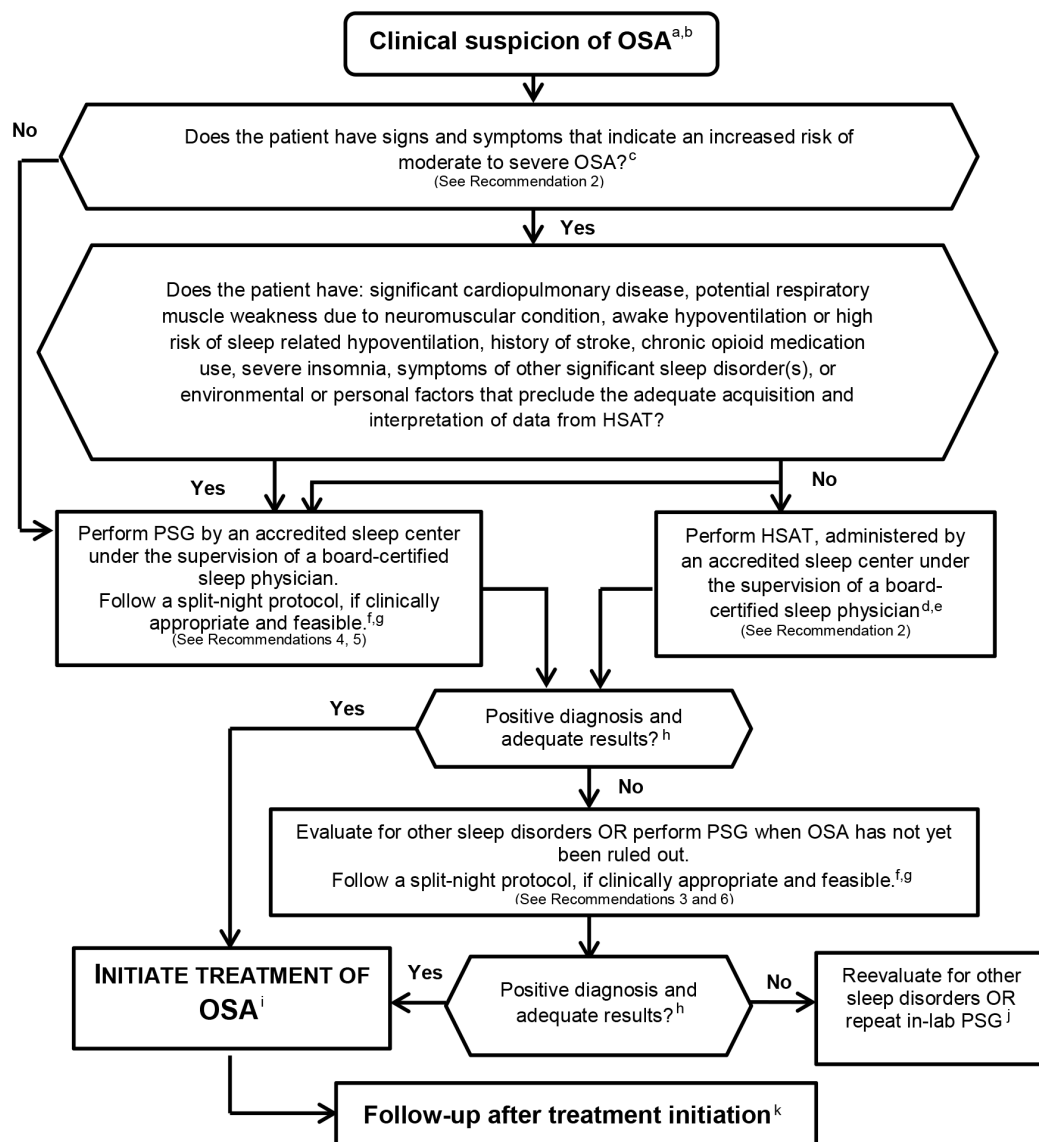 Clinical suspicion of OSAa,b
No
Does the patient have signs and symptoms that indicate an increased risk of
moderate to severe OSA?c
(See Recommendation 2)
Yes
Does the patient have: significant cardiopulmonary disease, potential respiratory
muscle weakness due to neuromuscular condition, awake hypoventilation or high
risk of sleep related hypoventilation, history of stroke, chronic opioid medication
use, severe insomnia, symptoms of other significant sleep disorder(s), or
environmental or personal factors that preclude the adequate acquisition and
interpretation of data from HSAT?
Yes
No
Perform PSG by an accredited sleep center
under the supervision of a board-certified
sleep physician.
Follow a split-night protocol, if clinically
appropriate and feasible.f,g
(See Recommendations 4, 5)
Perform HSAT, administered by
an accredited sleep center under
the supervision of a board-
certified sleep physiciand,e
(See Recommendation 2)
Yes
Positive diagnosis and
adequate results?h
No
Evaluate for other sleep disorders OR perform PSG when OSA has not yet
been ruled out.
Follow a split-night protocol, if clinically appropriate and feasible.f,g
(See Recommendations 3 and 6)
INITIATE TREATMENT OF
OSAi
Yes
Positive diagnosis and
adequate results?h
No
Reevaluate for other
sleep disorders OR
repeat in-lab PSGj
Follow-up after treatment initiationk